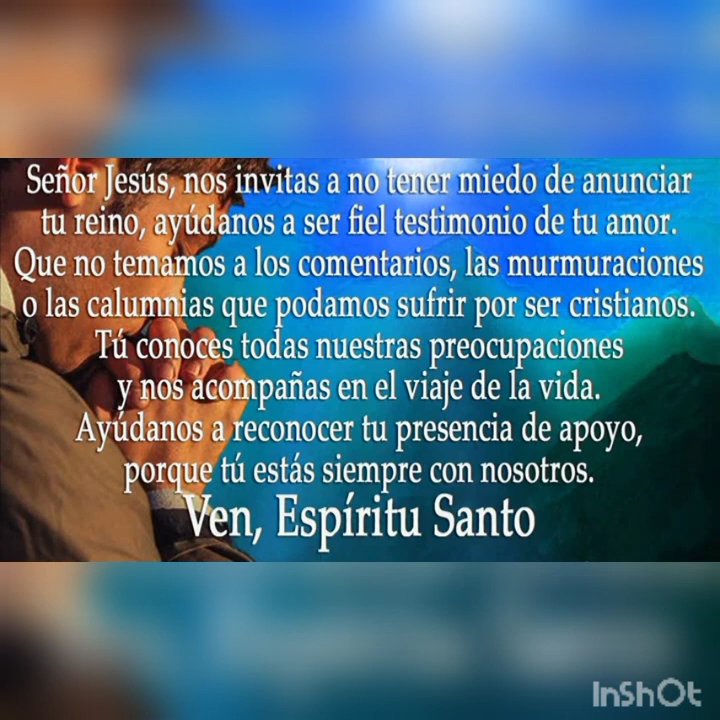 Señor Jesús, nos invitas a no tener miedo de anunciar
tu reino, ayúdanos a ser fiel testimonio de tu amor.
Que no temamos a los comentarios, las murmuraciones
o las calumnias que podamos sufrir por ser cristianos.
Tú conoces todas nuestras preocupaciones
y nos acompañas en el viaje de la vida.
Ayúdanos a reconocer tu presencia de apoyo,
porque tú estás siempre con nosotros.
Ven, Espíritu Santo
InShOt